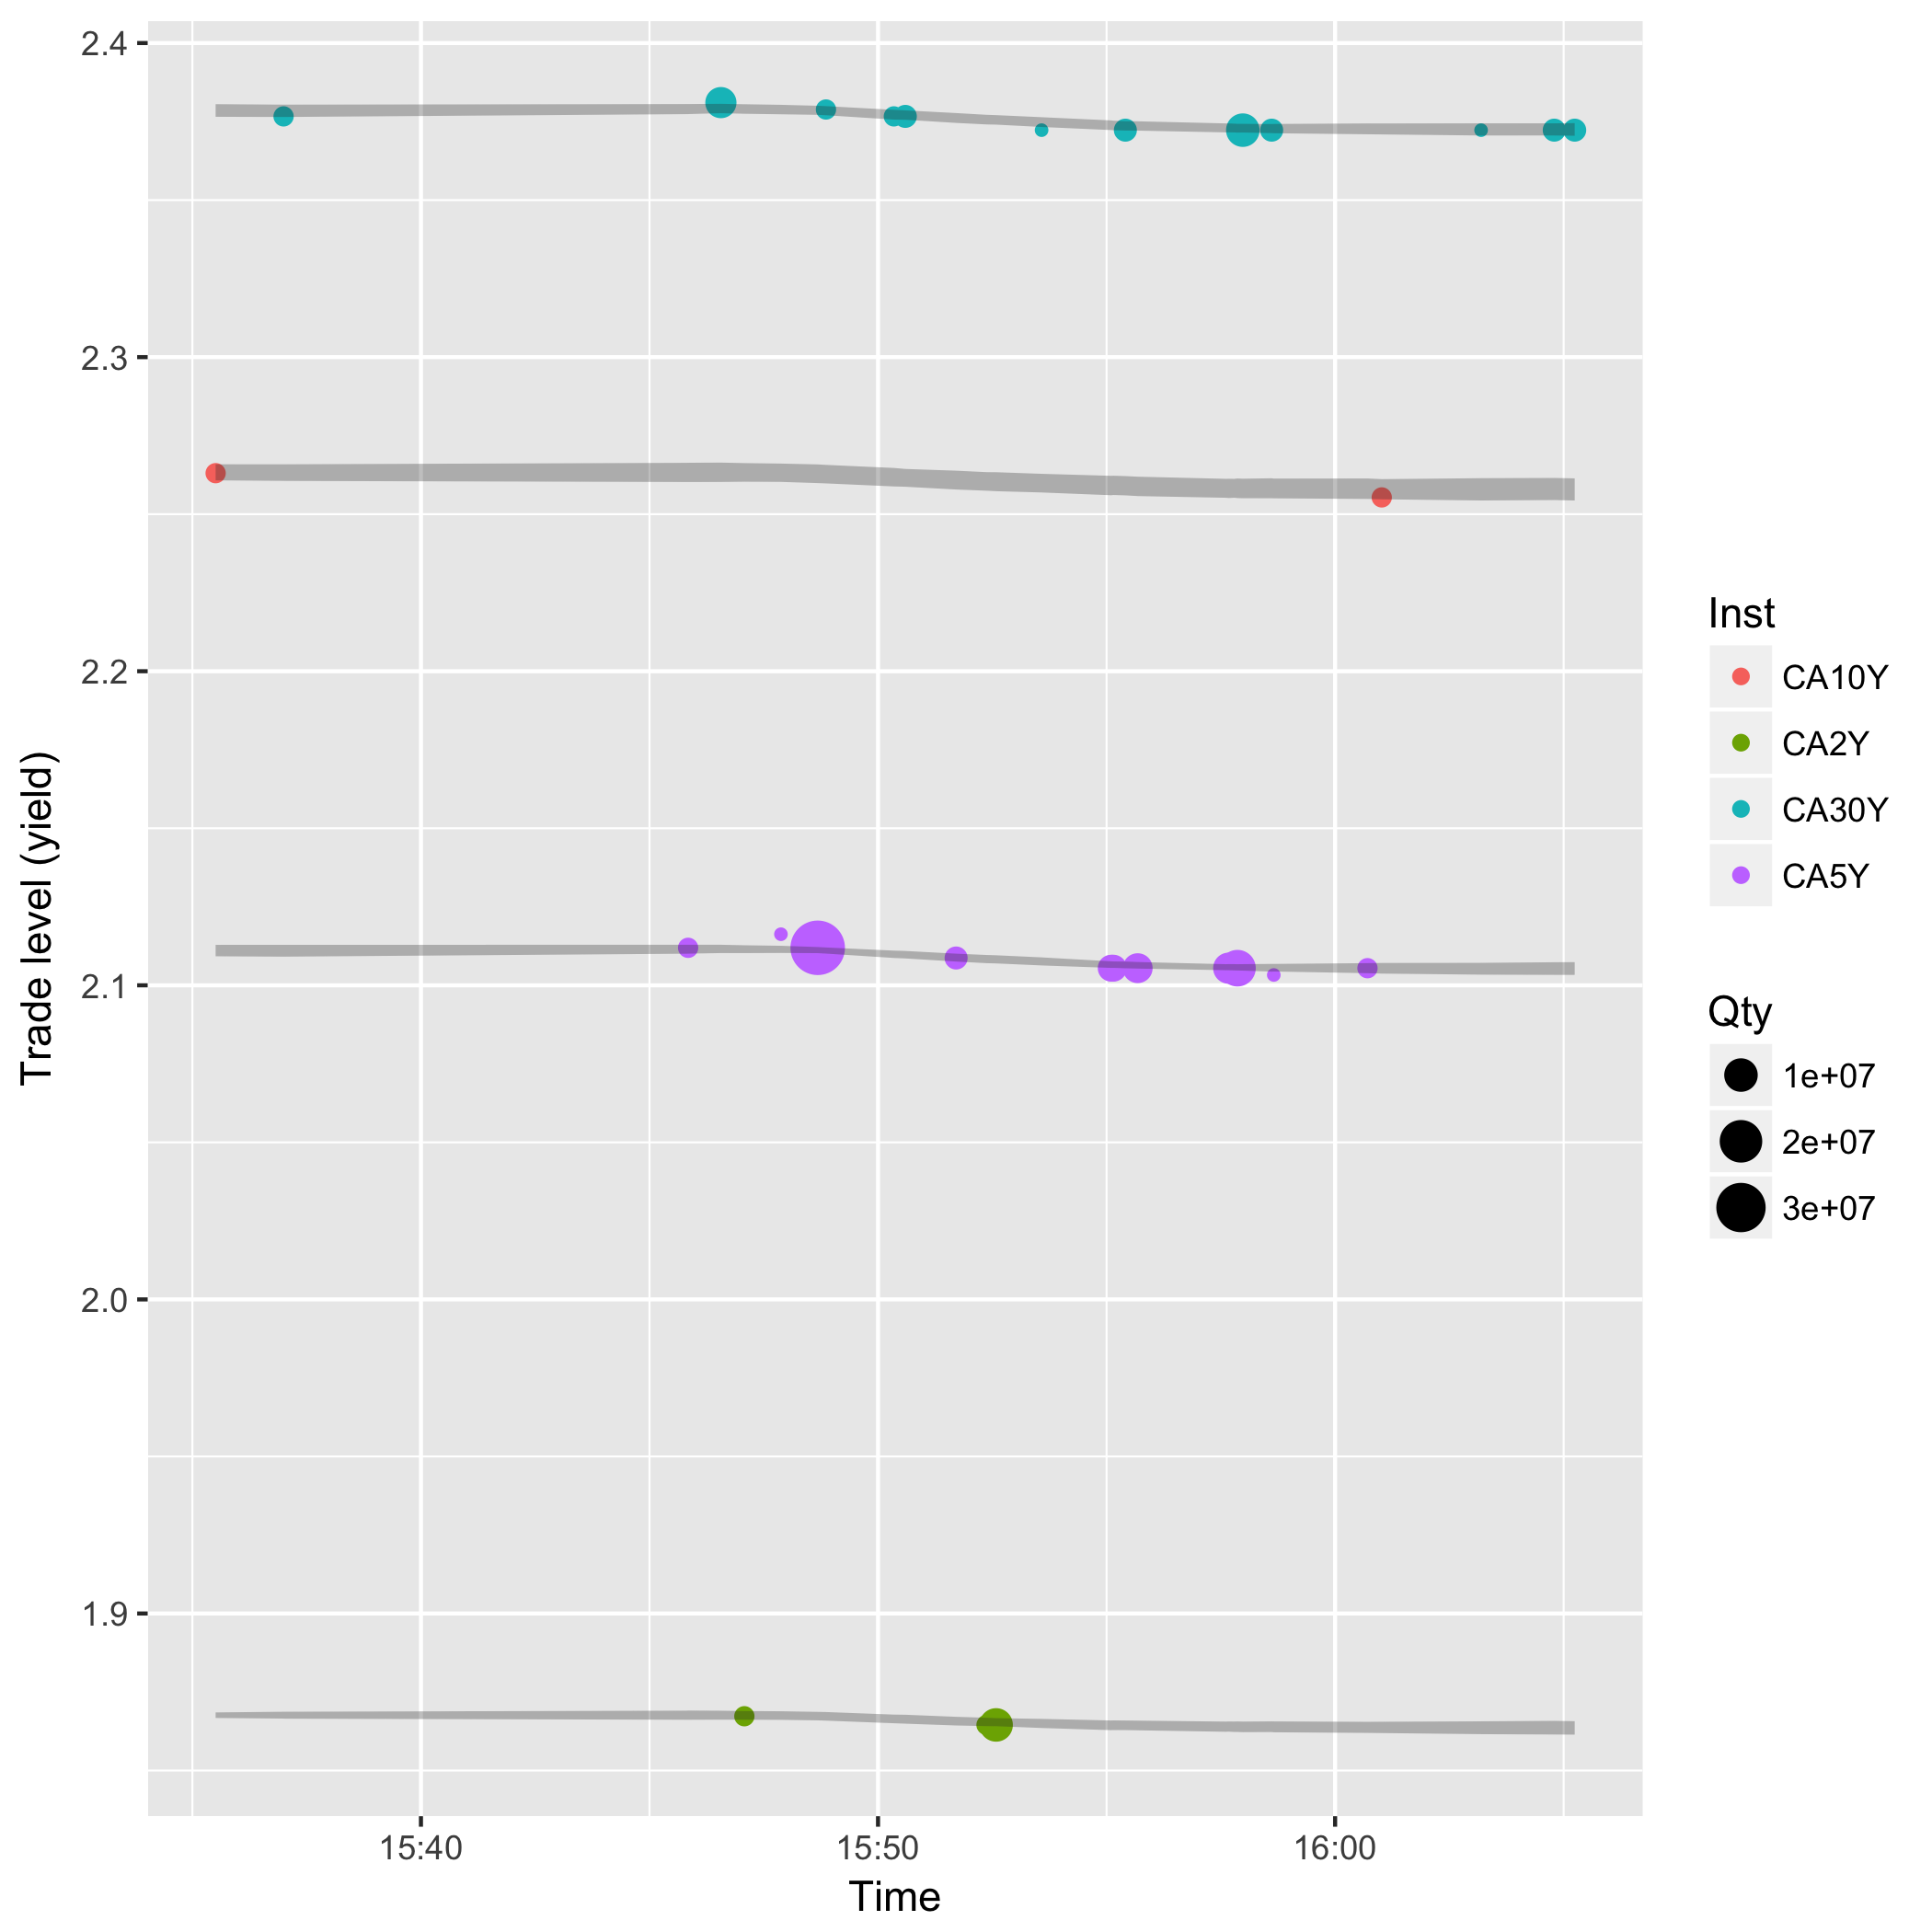 Trade level (yield)
2.4
2.3
2.2
2.1
2.0
1.9
15:40
15:50
16:00
Time
Inst
CA10Y
CA2Y
CA30Y
CA5Y
Qty
1e+07
2e+07
3e+07